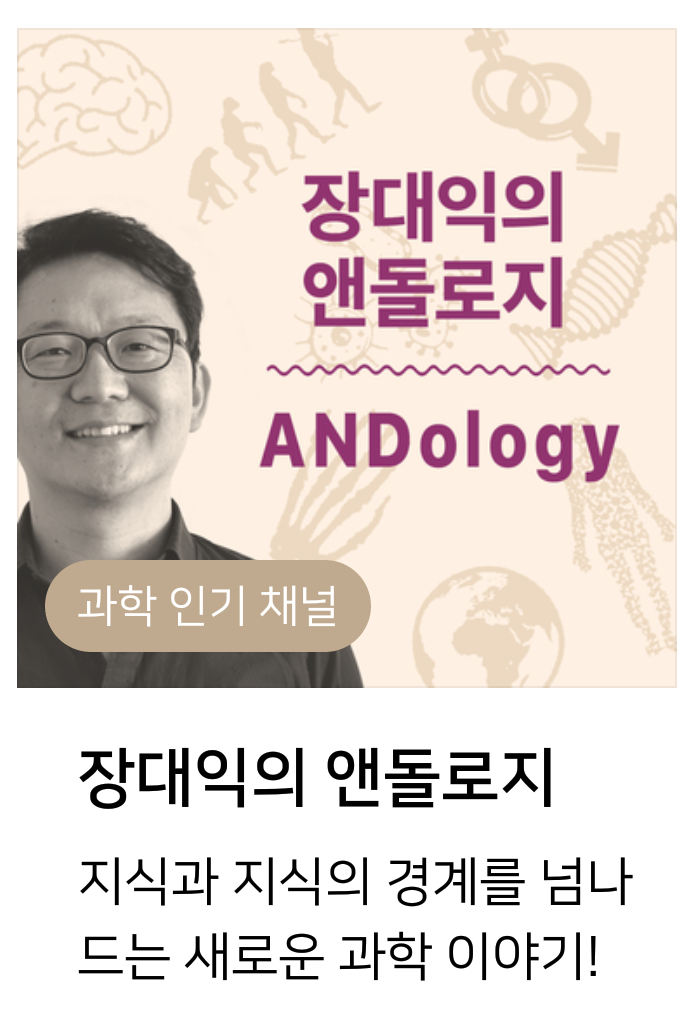 장대익의
앤돌로지
ANDology
과학 인기 채널
장대익의 앤돌로지
지식과 지식의 경계를 넘나
드는 새로운 과학 이야기!